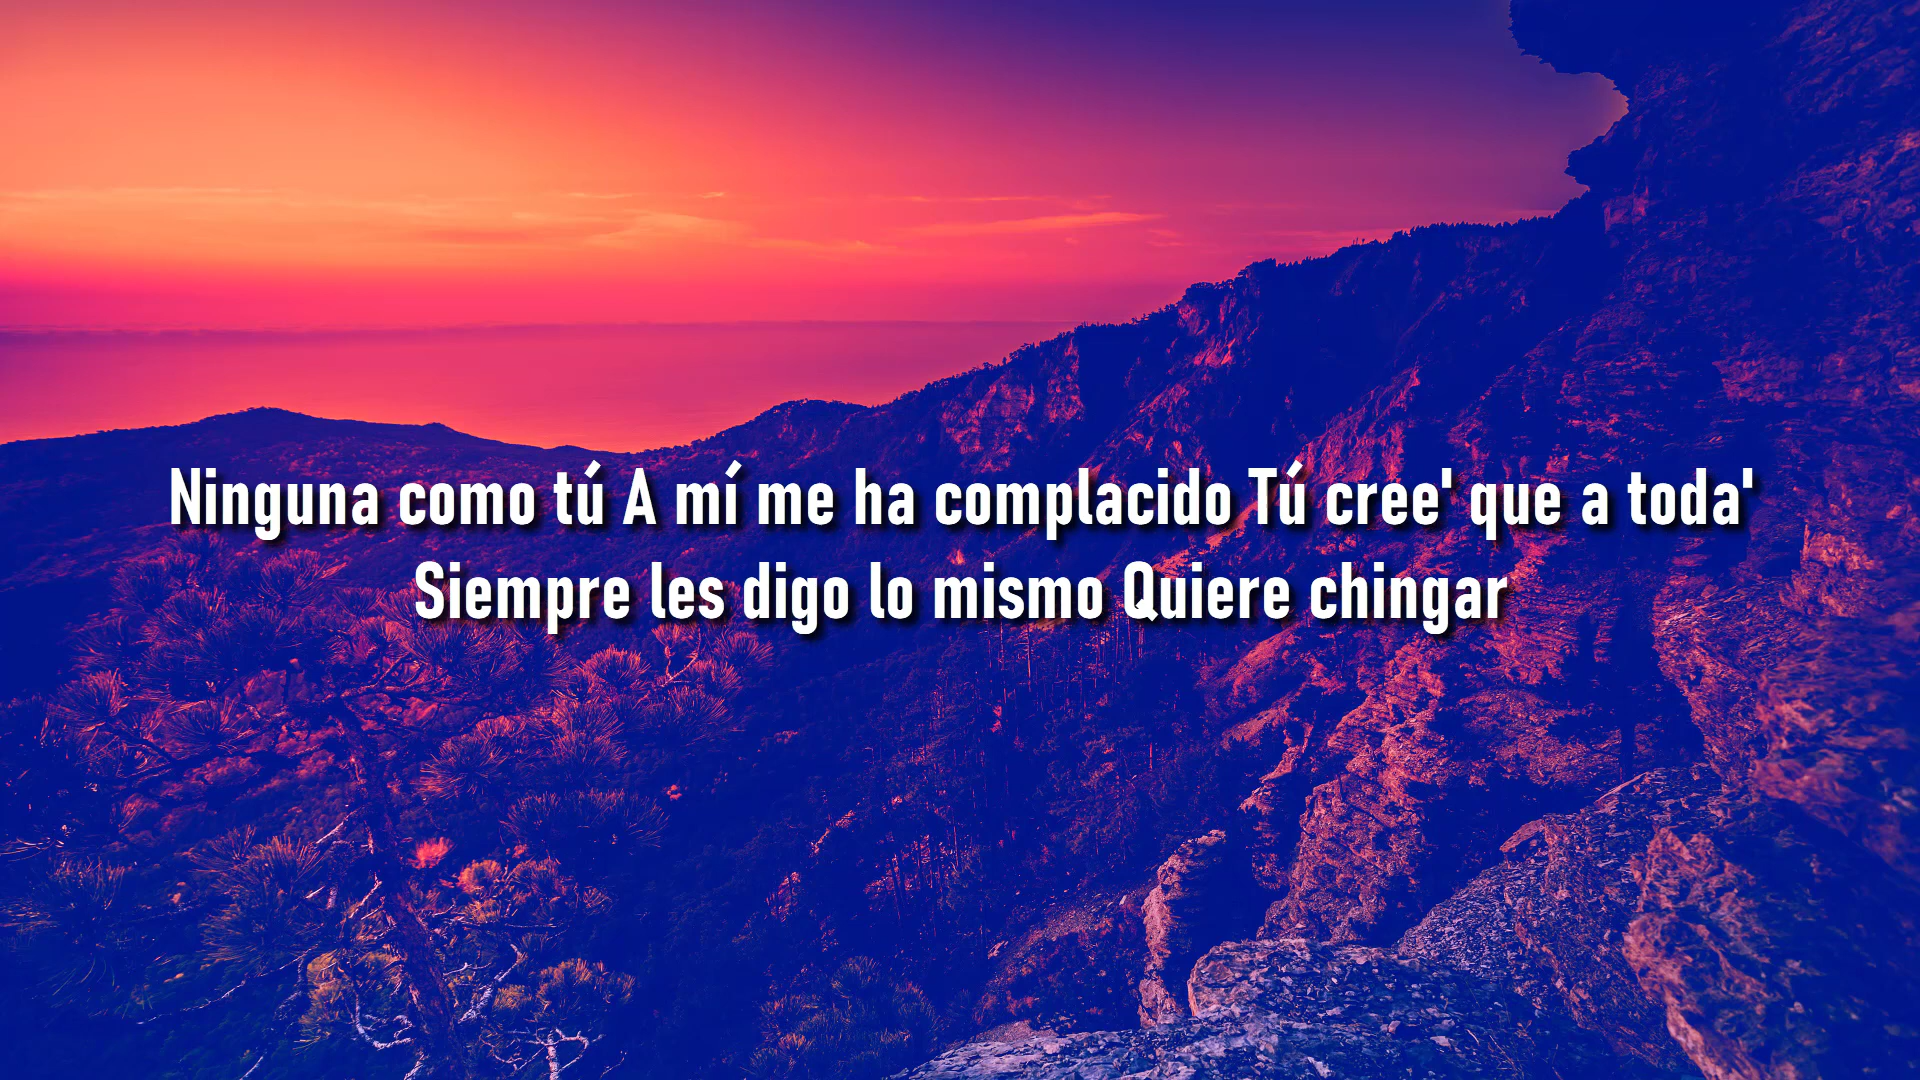 Ninguna como tú A mí me ha complacido Tú cree' que a toda'
Siempre les digo lo mismo Quiere chingar